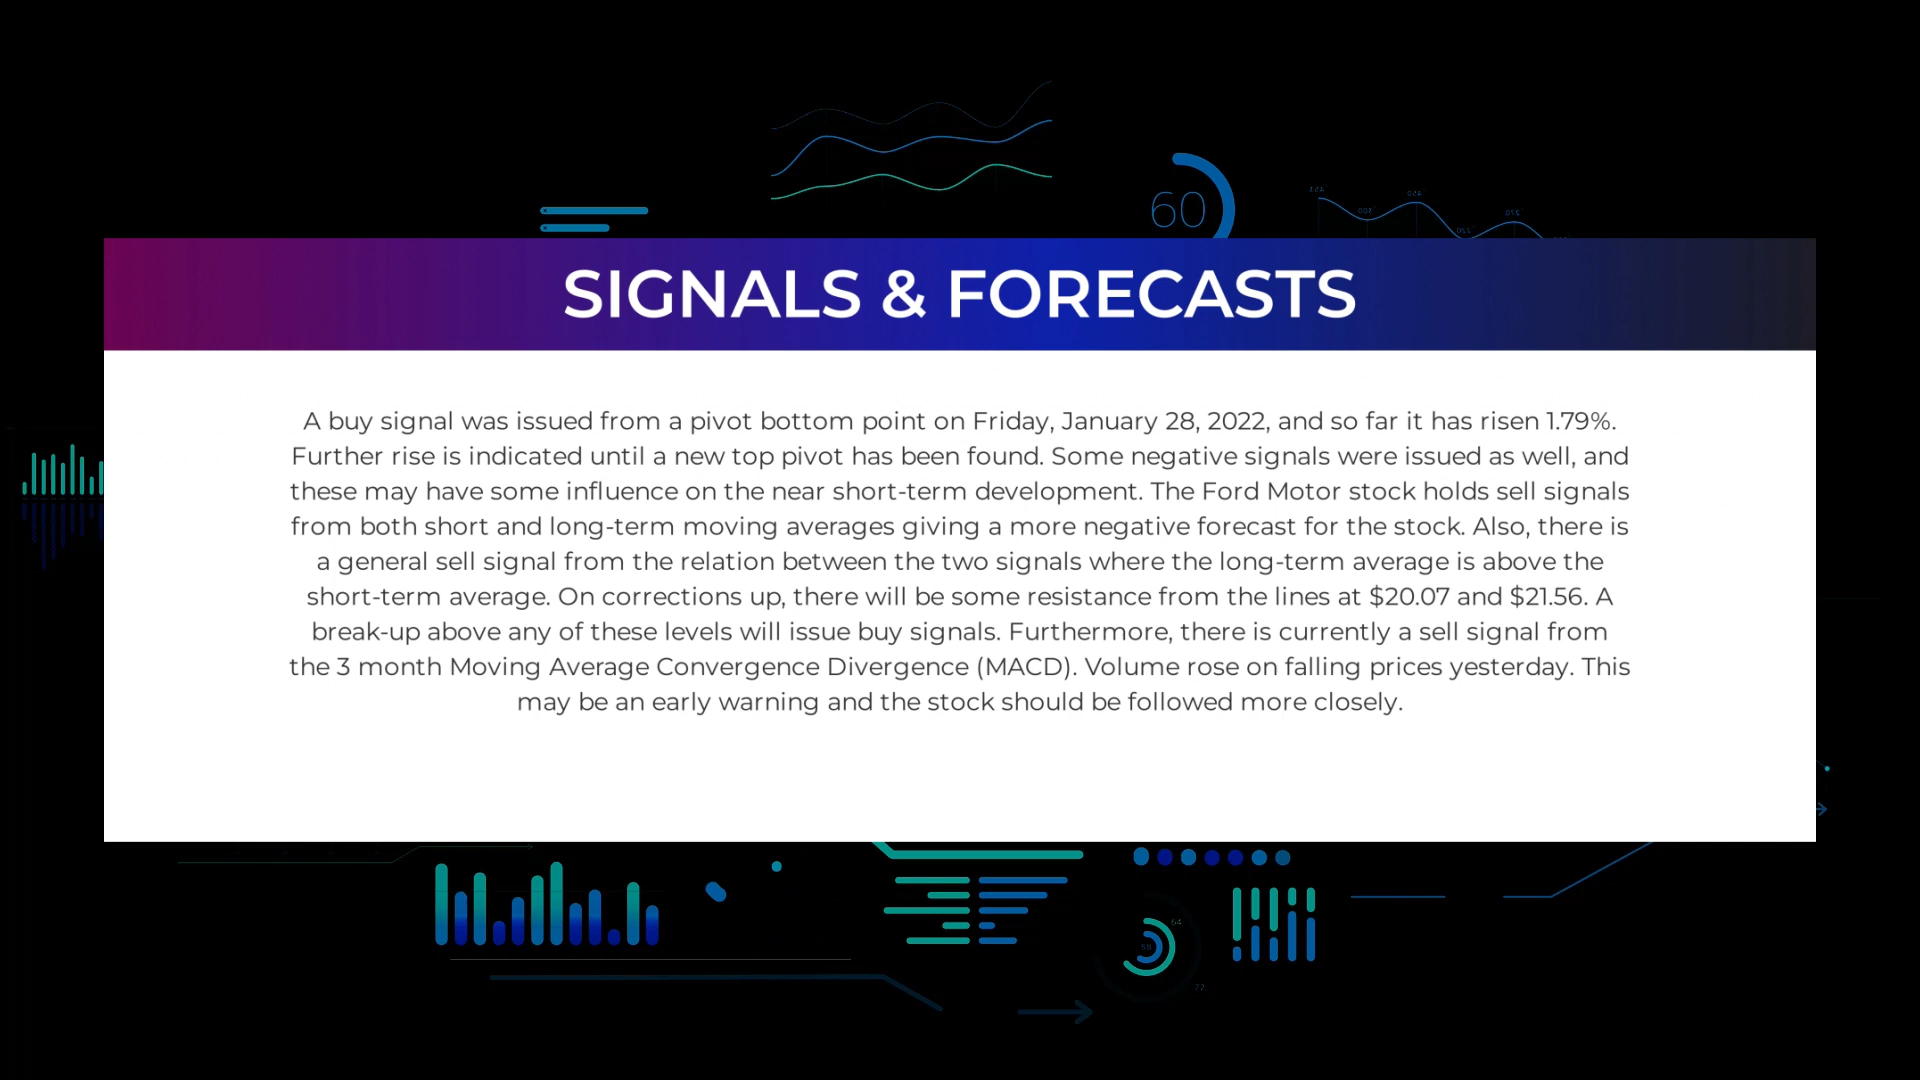 60
SIGNALS & FORECASTS
A buy signal was issued from a pivot bottom point on Friday, January 28, 2022, and so far it has risen 1.79%.
Further rise is indicated until a new top pivot has been found. Some negative signals were issued as well, and
these may have some influence on the near short-term development. The Ford Motor stock holds sell signals
from both short and long-term moving averages giving a more negative forecast for the stock. Also, there is
a general sell signal from the relation between the two signals where the long-term average is above the
short-term average. On corrections up, there will be some resistance from the lines at $20.07 and $21.56. A
break-up above any of these levels will issue buy signals. Furthermore, there is currently a sell signal from
the 3 month Moving Average Convergence Divergence (MACD). Volume rose on falling prices yesterday. This
may be an early warning and the stock should be followed more closely.
64
72